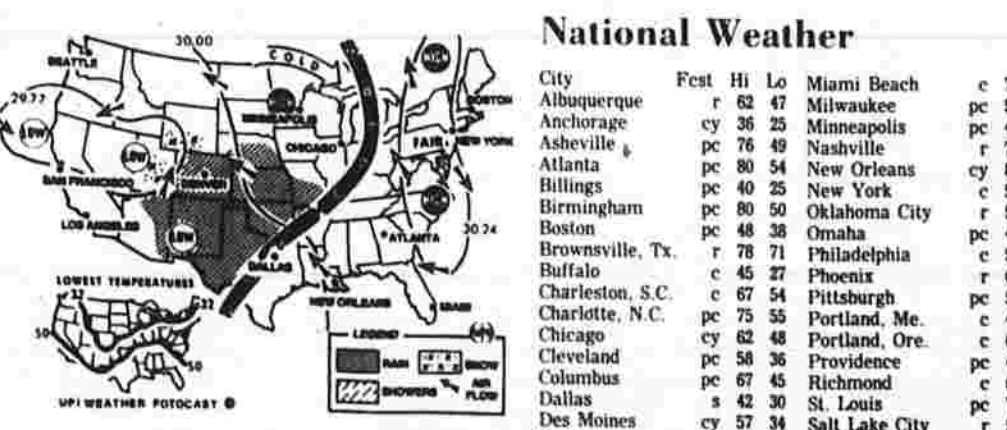 National Weather
City Fcst Hi Lo
Albuquerque r 62 47
Anchorage cy 36 25
Asheville pc 76 49
Atlanta pc 80 54
Billings pc 40 25
Birmingham pc 80 50
Boston pc 48 38
Brownsville, Tx. r 78 71
Buffalo c 45 27
Charleston, S.C. c 67 54
Charlotte, N.C. pc 75 55
Chicago cy 62 48
Cleveland pc 58 36
Columbus pc 67 45
Dallas s 42 30
Des Moines cy 57 34
Miami Beach c
Milwaukee pc
Minneapolis pc
Nashville r
New Orleans cy
New York c
Oklahoma City r
Omaha pc
Philadelphia c
Phoenix r
Pittsburgh pc
Portland, Me. c
Portland, Ore. c
Providence pc
Richmond c
St. Louis pc
Salt Lake City r
30.00
COLD
SEATTLE
29.77
LOW
BOSTON
MINNEAPOLIS
LOW
CHICAGO
FAIR
NEW YORK
SAN FRANCISCO
DENVER
LOS ANGELES
LOW
30.24
ATLANTA
DALLAS
LOWEST TEMPERATURES
NEW ORLEANS
MIAMI
32
32
50
50
LEGEND
RAIN
SNOW
SHOWERS
AIR
FLOW
UPI WEATHER FOTOCAST ©